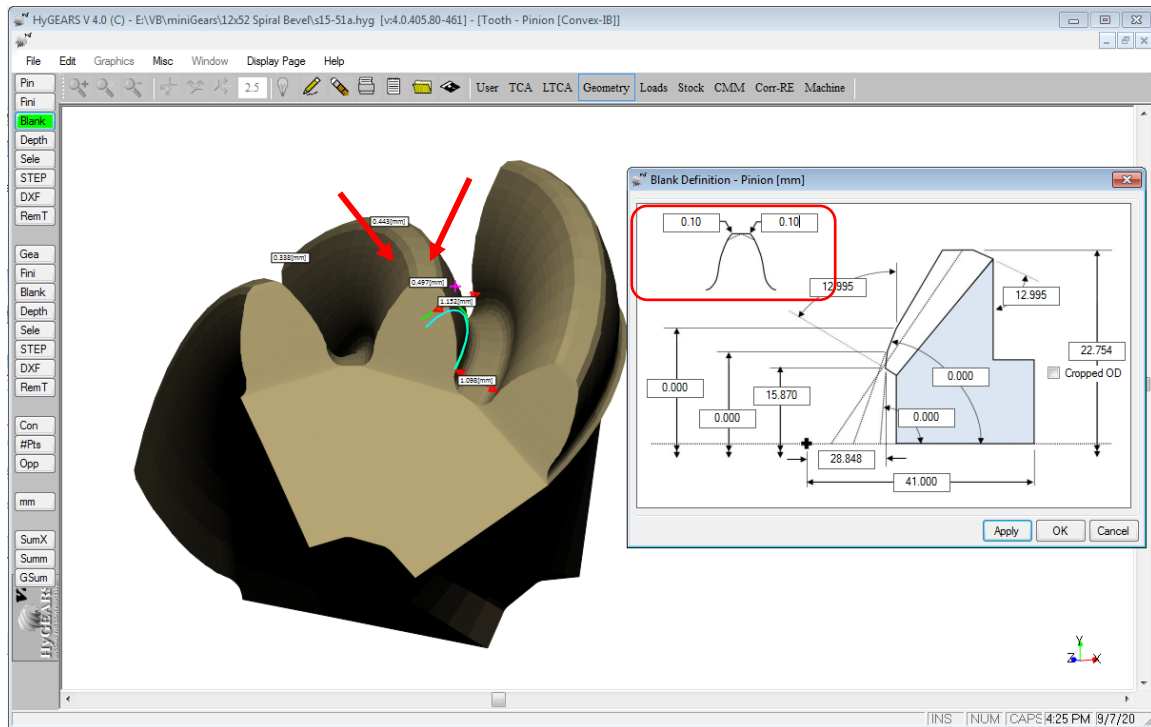 HyGEARS V 4.0 (C) - E:\VB\miniGears\12x52 Spiral Bevel\s15-51a.hyg [v:4.0.405.80-461] - [Tooth - Pinion [Convex-IB]]
File Edit Graphics Misc Window Display Page Help
2.5 User TCA LTCA Geometry Loads Stock CMM Corr-RE Machine
Pin
Fini
Blank
Depth
Sele
STEP
DXF
RemT
Gea
Fini
Blank
Depth
Sele
STEP
DXF
RemT
Con
#Pts
Opp
mm
SumX
Summ
GSum
HyGEARS
0.443[mm]
0.338[mm]
0.497[mm]
1.152[mm]
1.098[mm]
Blank Definition - Pinion [mm]
0.10 0.10
12.995
12.995
22.754
Cropped OD
0.000
0.000
15.870
0.000
0.000
28.848
41.000
Apply OK Cancel
Y
Z X
INS NUM CAPS 4:25 PM 9/7/20